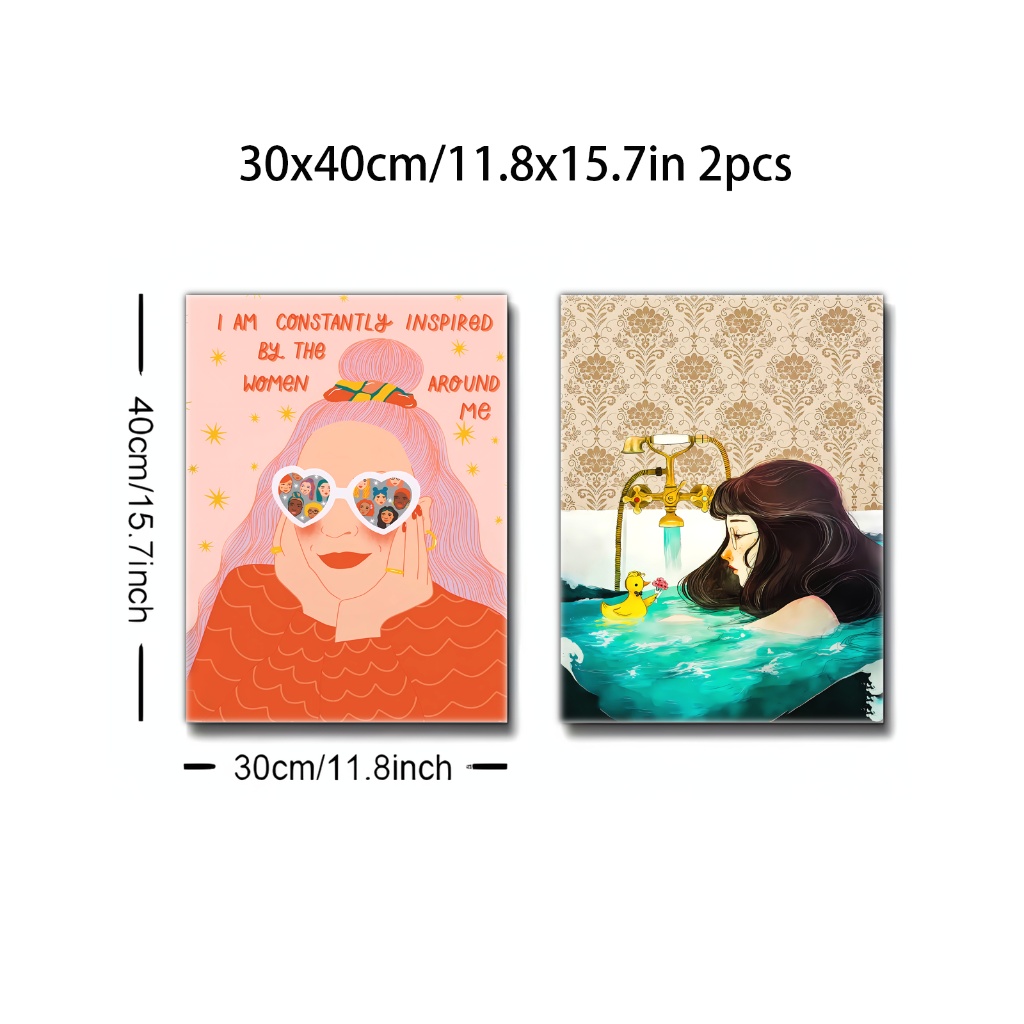 30x40cm/11.8x15.7in 2pcs
I AM CONSTANTLY INSPIRED
BY THE
WOMEN AROUND
ME
40cm/15.7inch
30cm/11.8inch